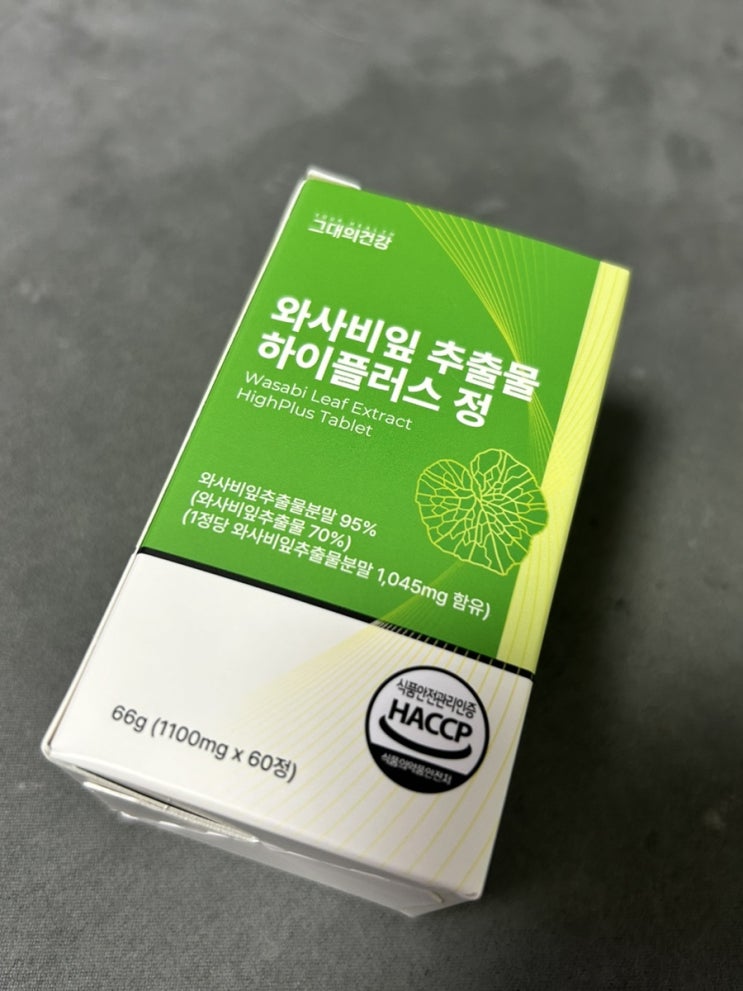 YOUR HEALTH
그대의건강
와사비잎 추출물
하이플러스 정
Wasabi Leaf Extract
HighPlus Tablet
와사비잎추출물분말 95%
(와사비잎추출물 70%)
(1정당 와사비잎추출물분말 1,045mg 함유)
식품안전관리인증
HACCP
식품의약품안전처
66g (1100mg x 60정)